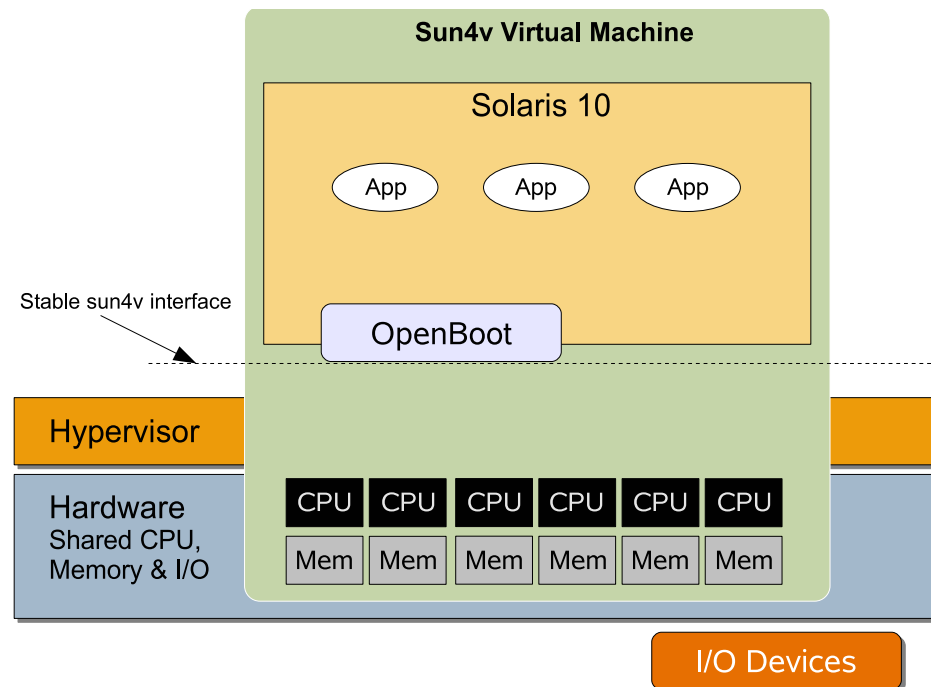 Sun4v Virtual Machine
Solaris 10
App App App
Stable sun4v interface
OpenBoot
Hypervisor
Hardware
Shared CPU,
Memory & I/O
CPU CPU CPU CPU CPU CPU
Mem Mem Mem Mem Mem Mem
I/O Devices